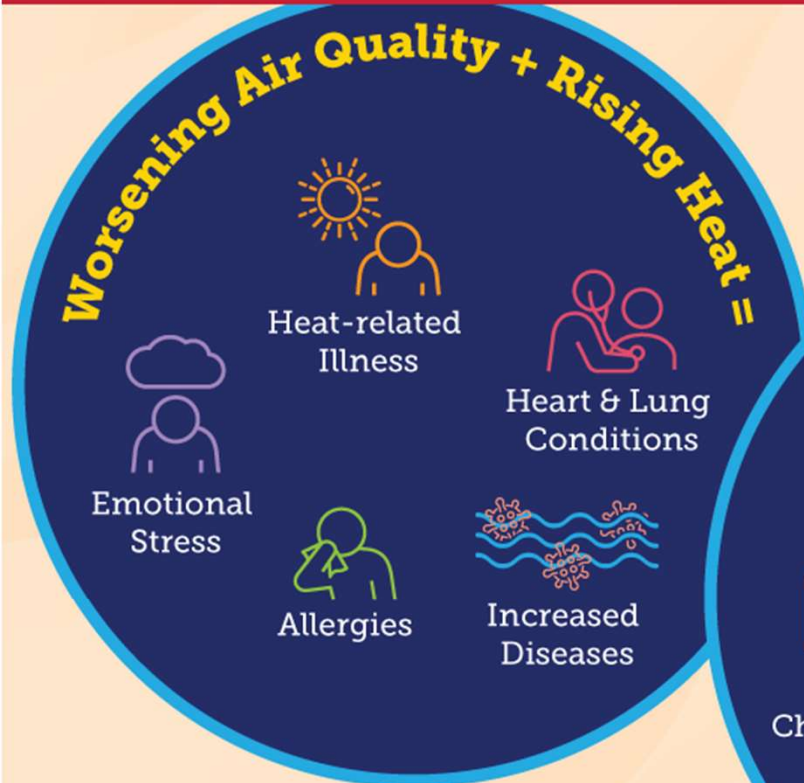 Worsening Air Quality + Rising Heat =
Heat-related
Illness
Heart & Lung
Conditions
Emotional
Stress
Allergies
Increased
Diseases